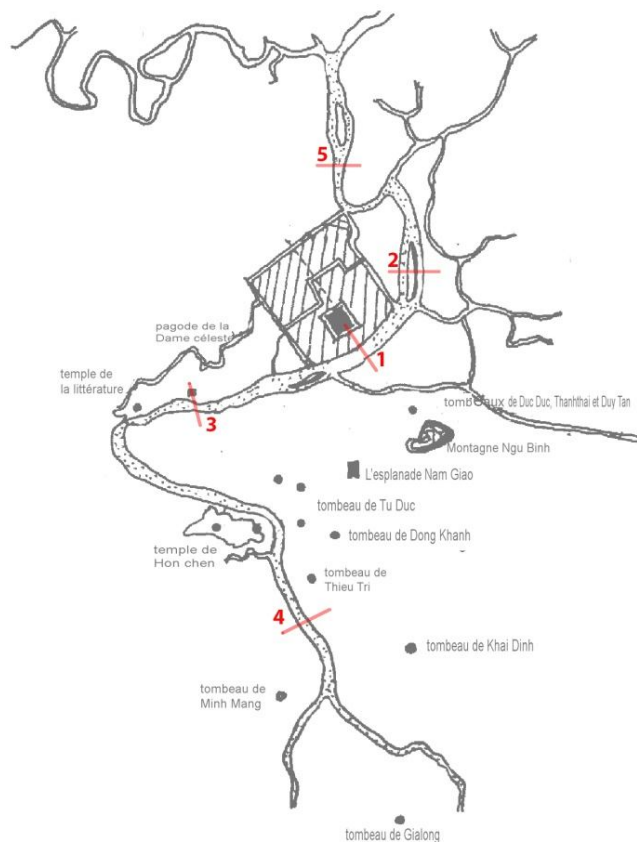 5
2
pagode de la
Dame céleste
1
temple de
la littérature
3
tombeaux de Duc Duc, Thanhthai et Duy Tan
Montagne Ngu Binh
L'esplanade Nam Giao
tombeau de Tu Duc
tombeau de Dong Khanh
temple de
Hon chen
tombeau de
Thieu Tri
4
tombeau de Khai Dinh
tombeau de
Minh Mang
tombeau de Gialong